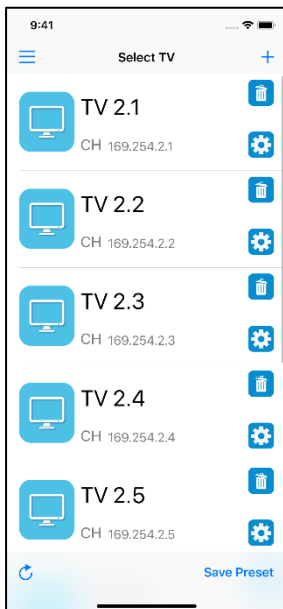 9:41
Select TV
TV 2.1
CH 169.254.2.1
TV 2.2
CH 169.254.2.2
TV 2.3
CH 169.254.2.3
TV 2.4
CH 169.254.2.4
TV 2.5
CH 169.254.2.5
Save Preset